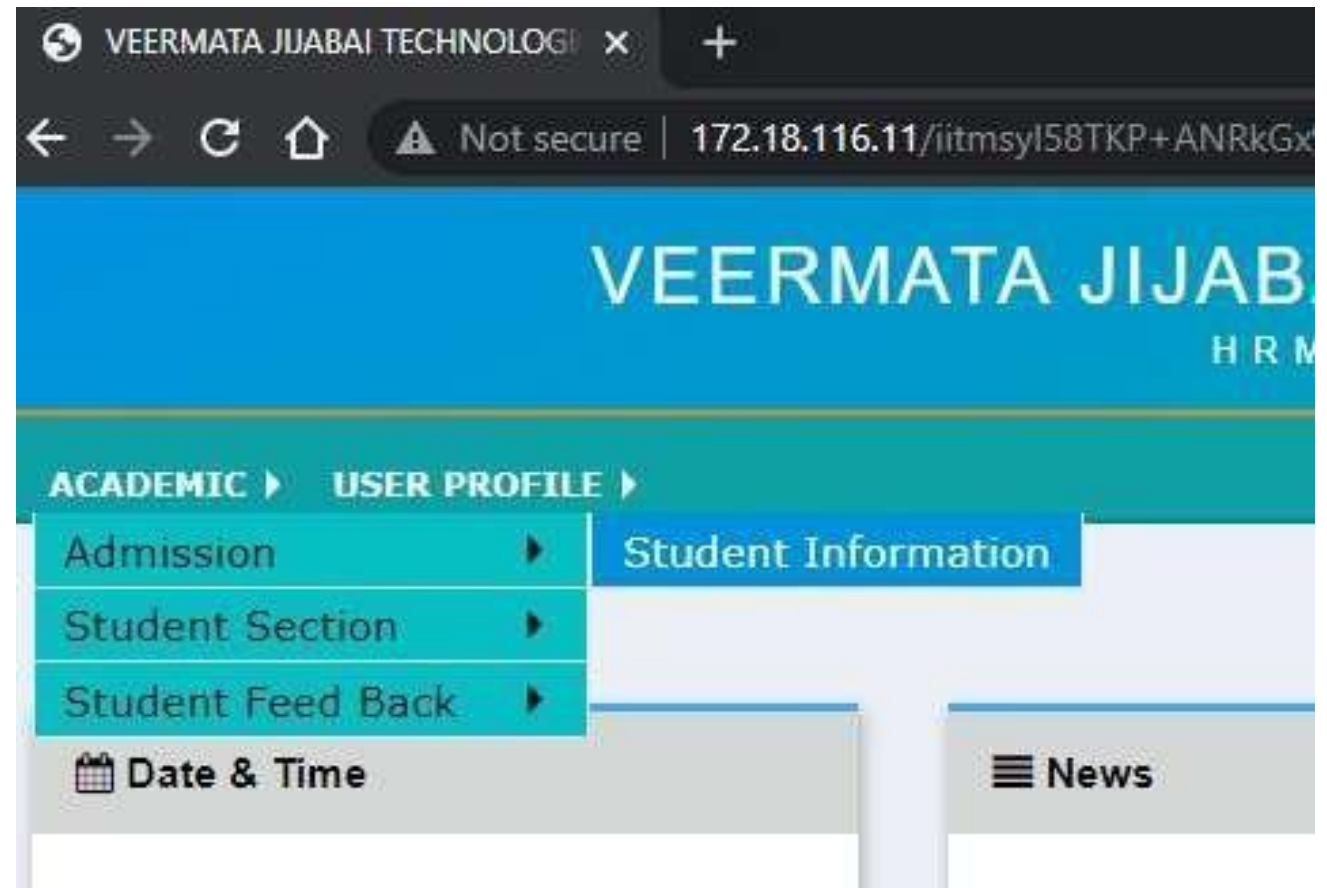 VEERMATA JIJABAI TECHNOLOGI
Not secure | 172.18.116.11/iitmsyl58TKP+ANRkGx
VEERMATA JIJAB
H R M
ACADEMIC USER PROFILE
Admission Student Information
Student Section
Student Feed Back
Date & Time News